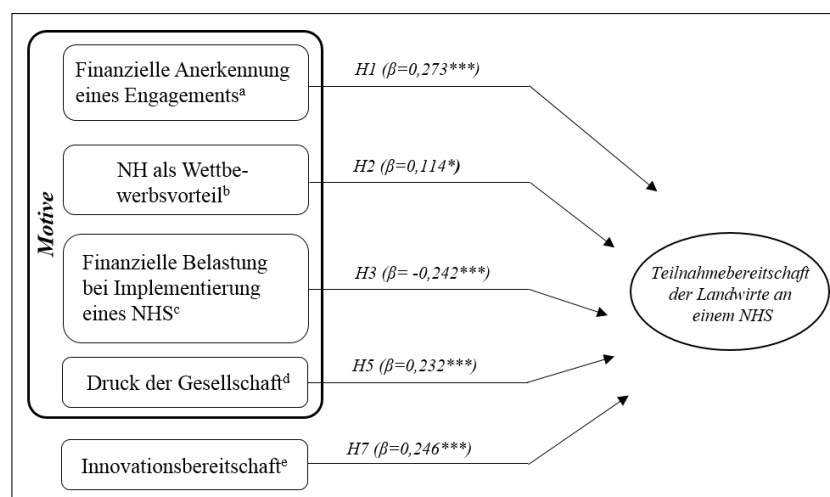 Motive
Finanzielle Anerkennung
eines Engagementsᵃ
H1 (β=0,273***)
NH als Wettbe-
werbsvorteilᵇ
H2 (β=0,114*)
Finanzielle Belastung
bei Implementierung
eines NHSᶜ
H3 (β= -0,242***)
Druck der Gesellschaftᵈ
H5 (β=0,232***)
Innovationsbereitschaftᵉ
H7 (β=0,246***)
Teilnahmebereitschaft
der Landwirte an
einem NHS